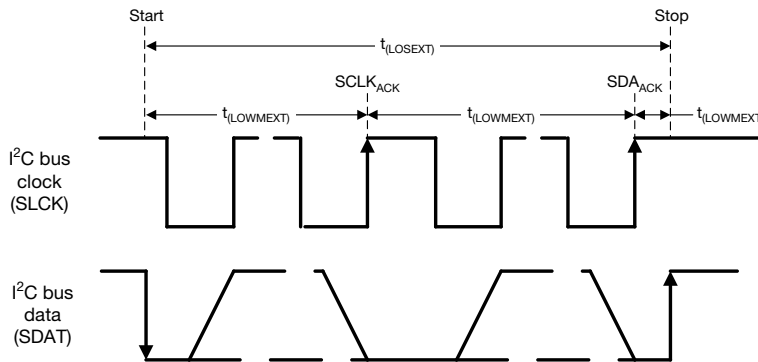 Start Stop
t(LOSEXT)
SCLKACK SDAACK
t(LOWMEXT) t(LOWMEXT) t(LOWMEXT)
I²C bus
clock
(SLCK)
I²C bus
data
(SDAT)